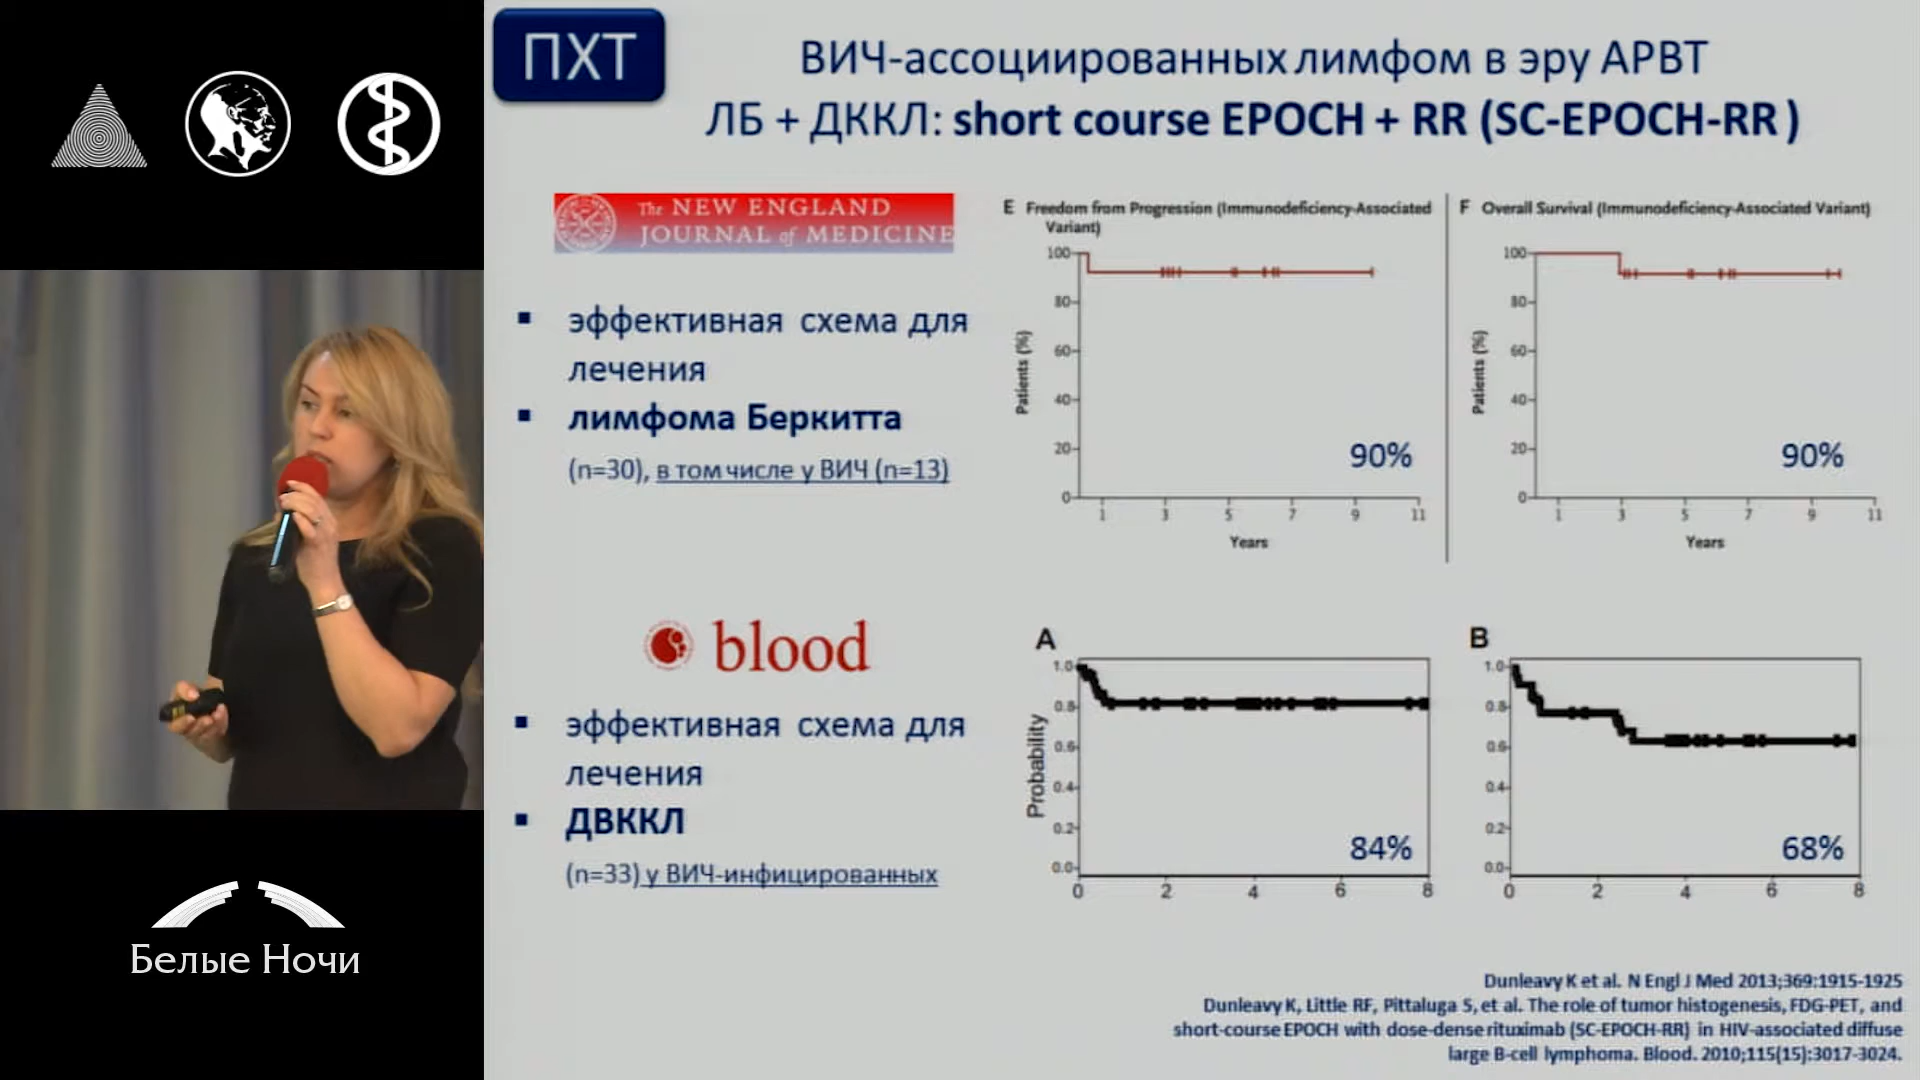 ПХТ
ВИЧ-ассоциированных лимфом в эру АРВТ
ЛБ + ДККЛ: short course EPOCH + RR (SC-EPOCH-RR )
The NEW ENGLAND
JOURNAL of MEDICINE
эффективная схема для
лечения
лимфома Беркитта
(n=30), в том числе у ВИЧ (n=13)
E Freedom from Progression (Immunodeficiency-Associated
Variant)
100
80
60
40
20
0
Patients (%)
90%
1 3 5 7 9 11
Years
F Overall Survival (Immunodeficiency-Associated Variant)
100
80
60
40
20
0
Patients (%)
90%
1 3 5 7 9 11
Years
blood
эффективная схема для
лечения
ДВККЛ
(n=33) у ВИЧ-инфицированных
A
1.0
0.8
0.6
0.4
0.2
0.0
Probability
84%
0 2 4 6 8
B
1.0
0.8
0.6
0.4
0.2
0.0
68%
0 2 4 6 8
Dunleavy K et al. N Engl J Med 2013;369:1915-1925
Dunleavy K, Little RF, Pittaluga S, et al. The role of tumor histogenesis, FDG-PET, and
short-course EPOCH with dose-dense rituximab (SC-EPOCH-RR) in HIV-associated diffuse
large B-cell lymphoma. Blood. 2010;115(15):3017-3024.
Белые Ночи